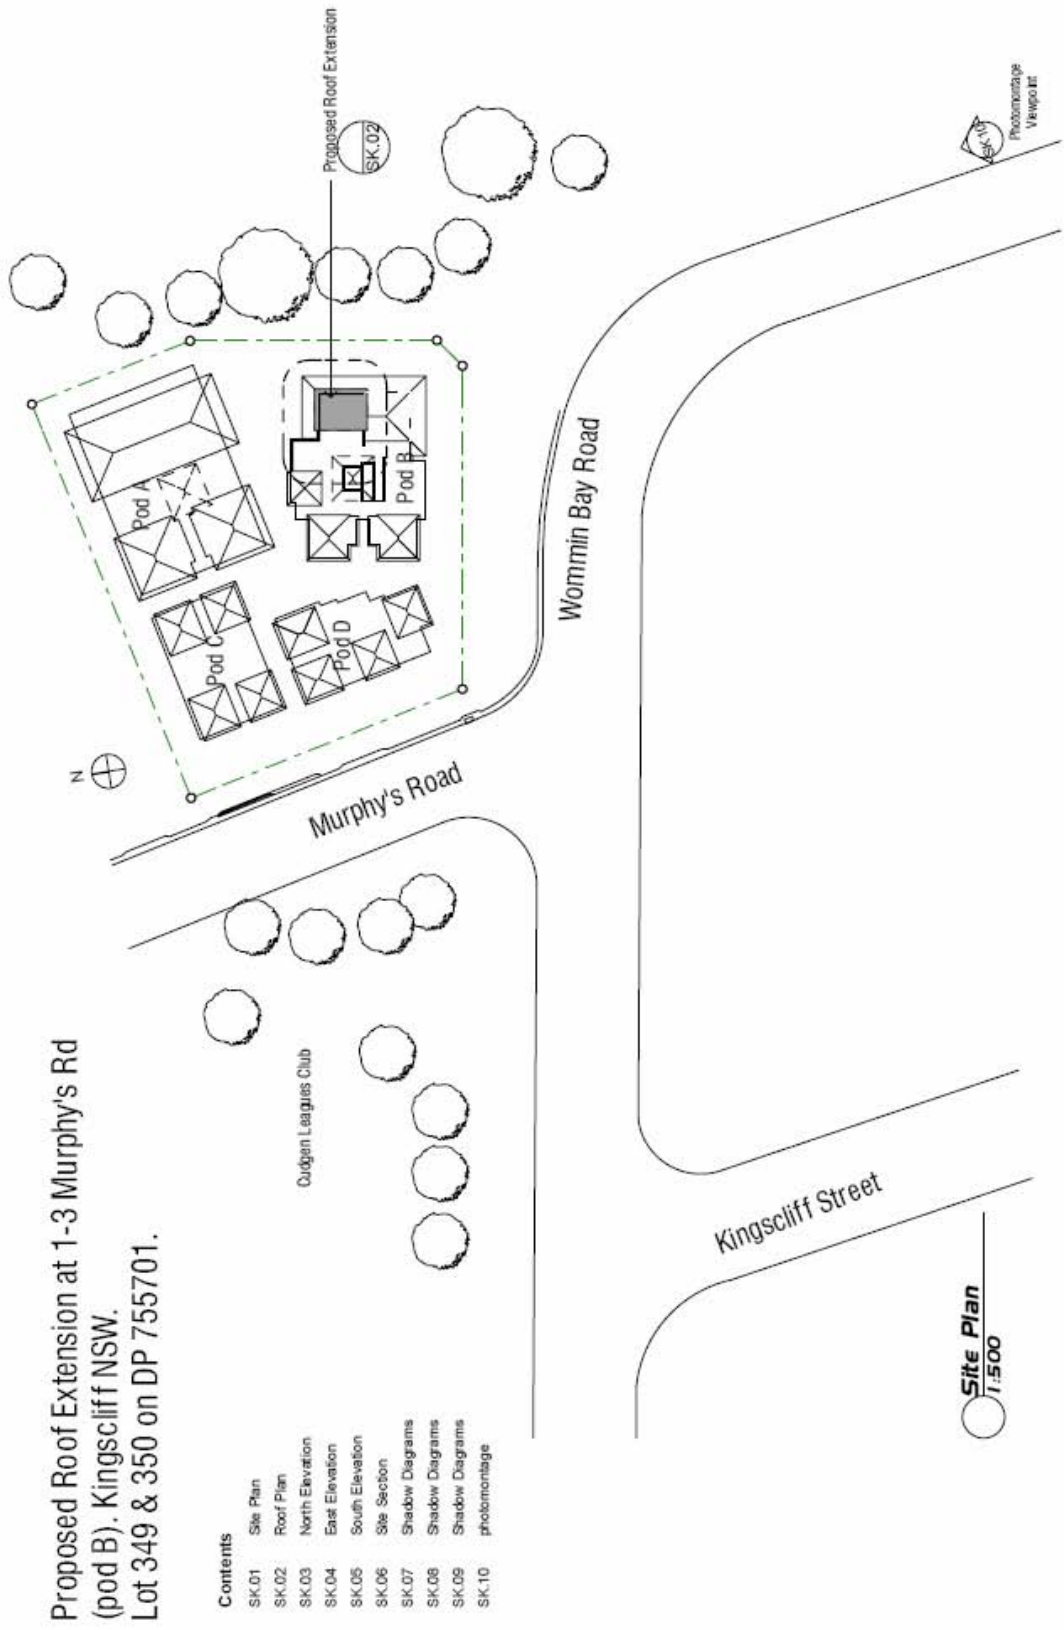 Proposed Roof Extension at 1-3 Murphy's Rd
(pod B). Kingscliff NSW.
Lot 349 & 350 on DP 755701.
Contents
SK.01 Site Plan
SK.02 Roof Plan
SK.03 North Elevation
SK.04 East Elevation
SK.05 South Elevation
SK.06 Site Section
SK.07 Shadow Diagrams
SK.08 Shadow Diagrams
SK.09 Shadow Diagrams
SK.10 photomontage
Cudgen Leagues Club
N
Murphy's Road
Pod A
Pod C
Pod D
Pod B
Proposed Roof Extension
SK.02
Wommin Bay Road
Kingscliff Street
SK.10
Photomontage
Viewpoint
Site Plan
1:500